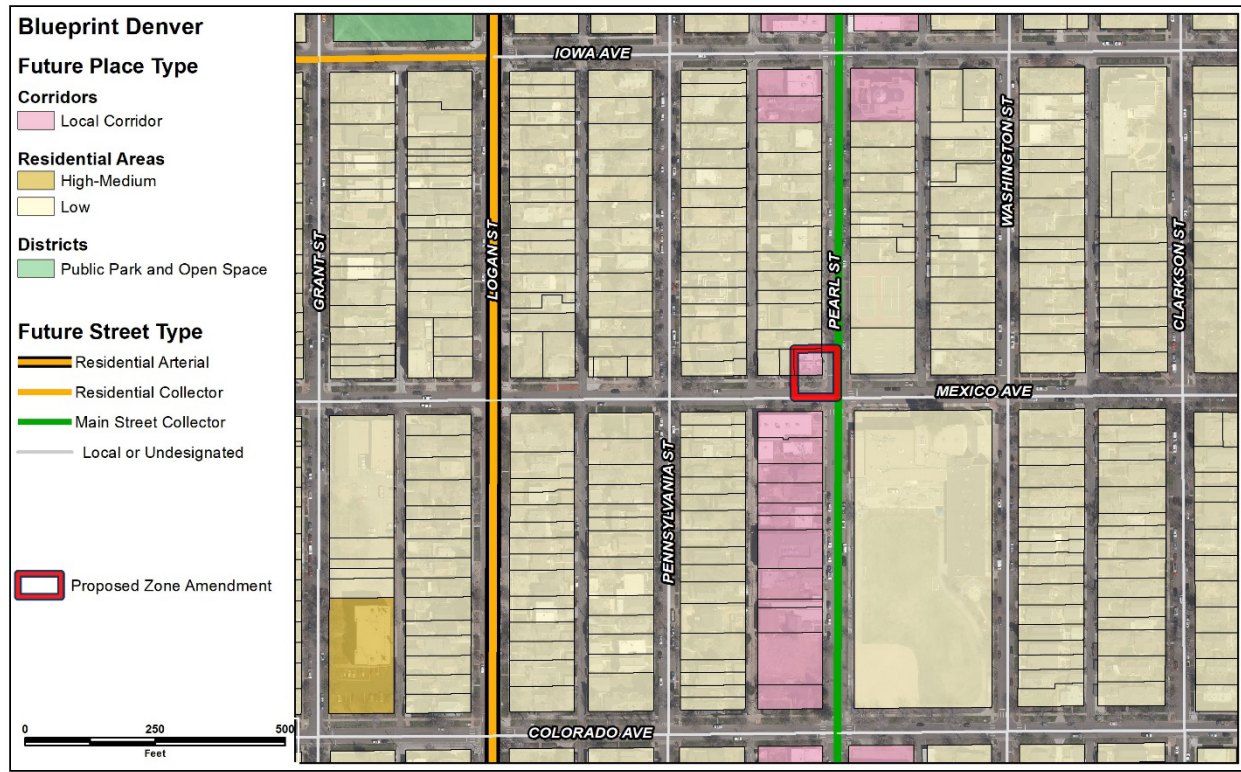 Blueprint Denver
Future Place Type
Corridors
Local Corridor
Residential Areas
High-Medium
Low
Districts
Public Park and Open Space
Future Street Type
Residential Arterial
Residential Collector
Main Street Collector
Local or Undesignated
Proposed Zone Amendment
0 250 500
Feet
IOWA AVE
GRANT ST
LOGAN ST
PENNSYLVANIA ST
PEARL ST
WASHINGTON ST
CLARKSON ST
MEXICO AVE
COLORADO AVE